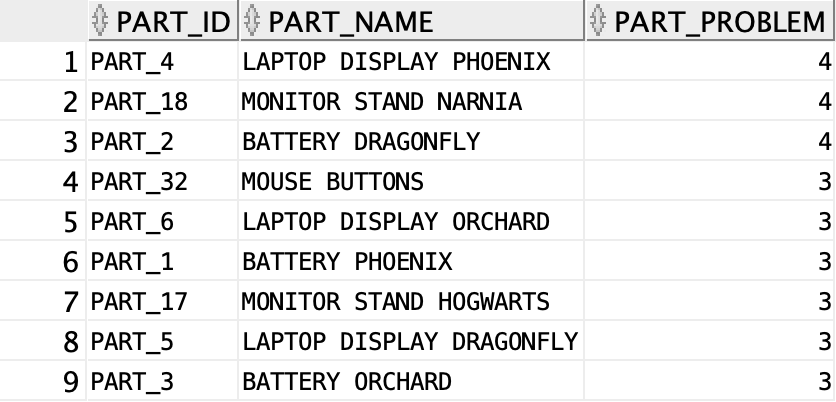 PART_ID PART_NAME PART_PROBLEM
1 PART_4 LAPTOP DISPLAY PHOENIX 4
2 PART_18 MONITOR STAND NARNIA 4
3 PART_2 BATTERY DRAGONFLY 4
4 PART_32 MOUSE BUTTONS 3
5 PART_6 LAPTOP DISPLAY ORCHARD 3
6 PART_1 BATTERY PHOENIX 3
7 PART_17 MONITOR STAND HOGWARTS 3
8 PART_5 LAPTOP DISPLAY DRAGONFLY 3
9 PART_3 BATTERY ORCHARD 3